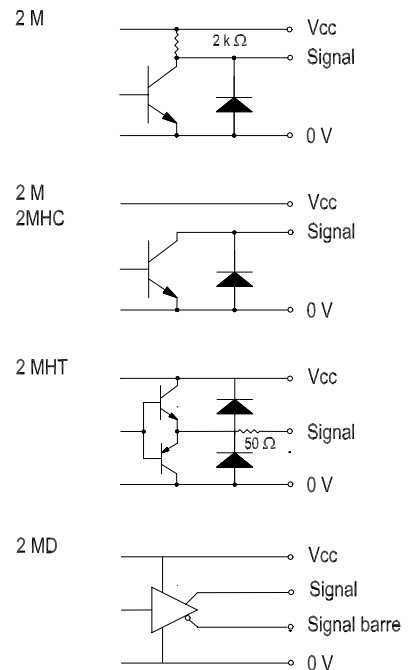 2 M
Vcc
2 k Ω
Signal
0 V
2 M
2MHC
Vcc
Signal
0 V
2 MHT
Vcc
Signal
50 Ω
0 V
2 MD
Vcc
Signal
Signal barre
0 V